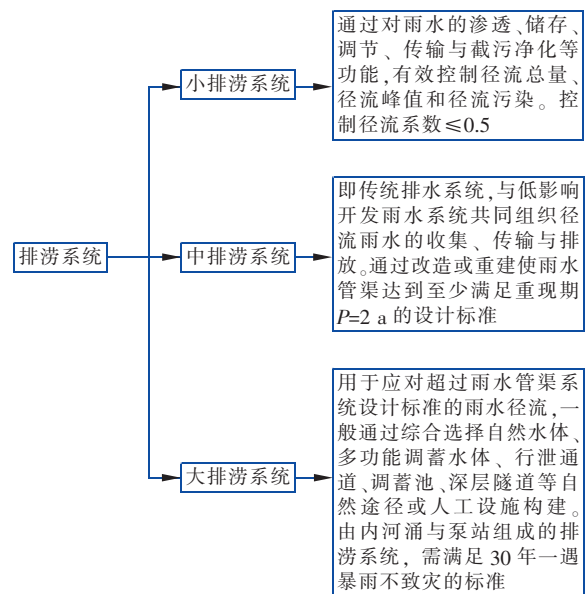 排涝系统
小排涝系统
通过对雨水的渗透、储存、
调节、传输与截污净化等
功能,有效控制径流总量、
径流峰值和径流污染。控
制径流系数≤0.5
中排涝系统
即传统排水系统,与低影响
开发雨水系统共同组织径
流雨水的收集、传输与排
放。通过改造或重建使雨水
管渠达到至少满足重现期
P=2 a 的设计标准
大排涝系统
用于应对超过雨水管渠系
统设计标准的雨水径流,一
般通过综合选择自然水体、
多功能调蓄水体、行泄通
道、调蓄池、深层隧道等自
然途径或人工设施构建。
由内河涌与泵站组成的排
涝系统，需满足 30 年一遇
暴雨不致灾的标准